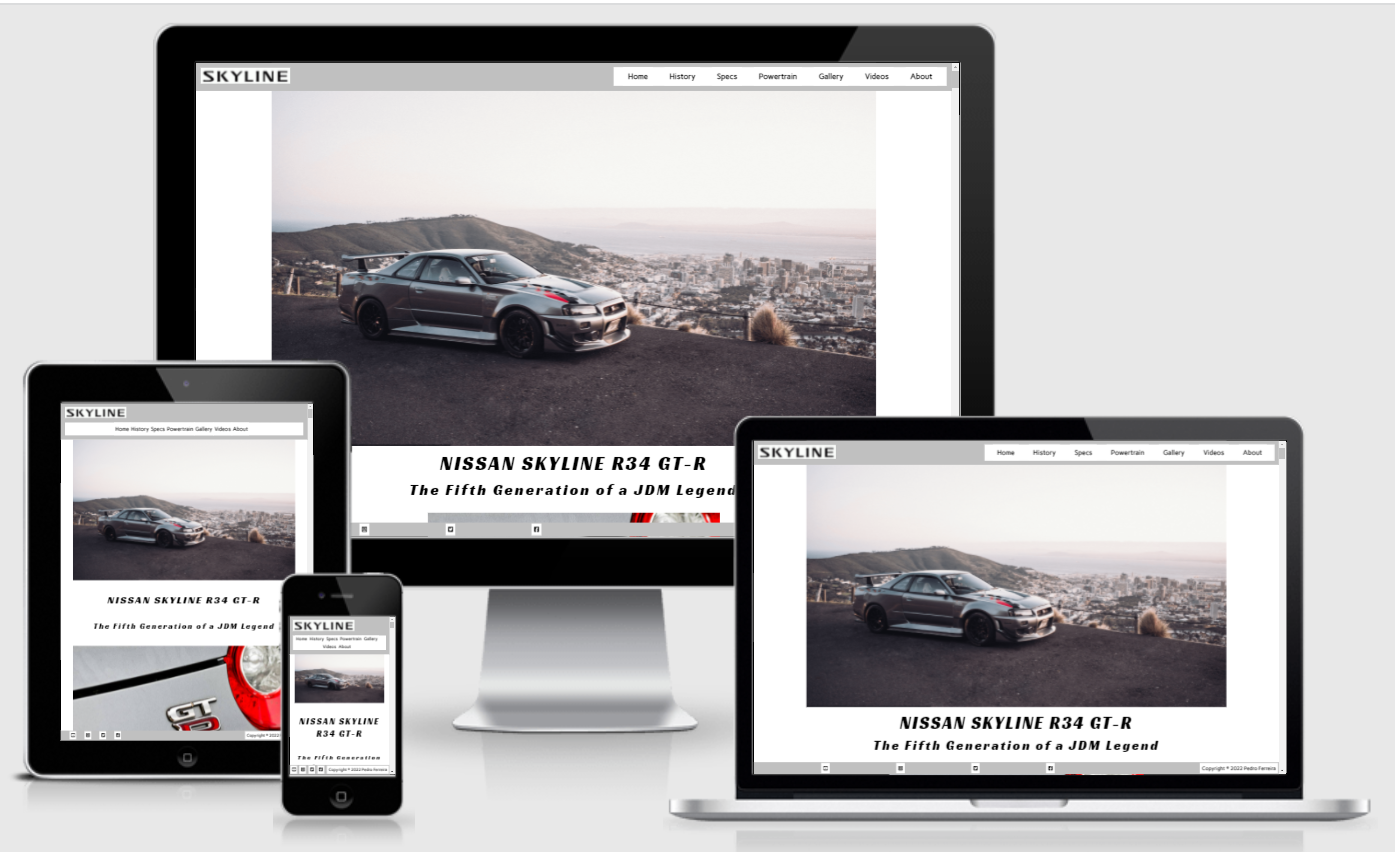 SKYLINE
Home History Specs Powertrain Gallery Videos About
NISSAN SKYLINE R34 GT-R
The Fifth Generation of a JDM Legend
SKYLINE
Home History Specs Powertrain Gallery Videos About
NISSAN SKYLINE R34 GT-R
The Fifth Generation of a JDM Legend
GT
Copyright © 2022
SKYLINE
Home History Specs Powertrain Gallery
Videos About
NISSAN SKYLINE
R34 GT-R
The Fifth Generation
Copyright © 2022 Pedro Ferreira
SKYLINE
Home History Specs Powertrain Gallery Videos About
NISSAN SKYLINE R34 GT-R
The Fifth Generation of a JDM Legend
Copyright © 2022 Pedro Ferreira